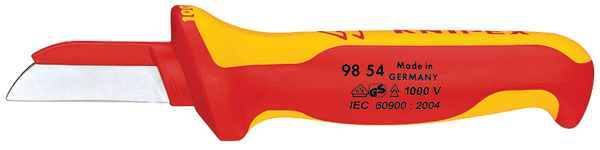 KNIPEX
98 54 Made in
GERMANY
GS 1000 V
IEC 60900 : 2004